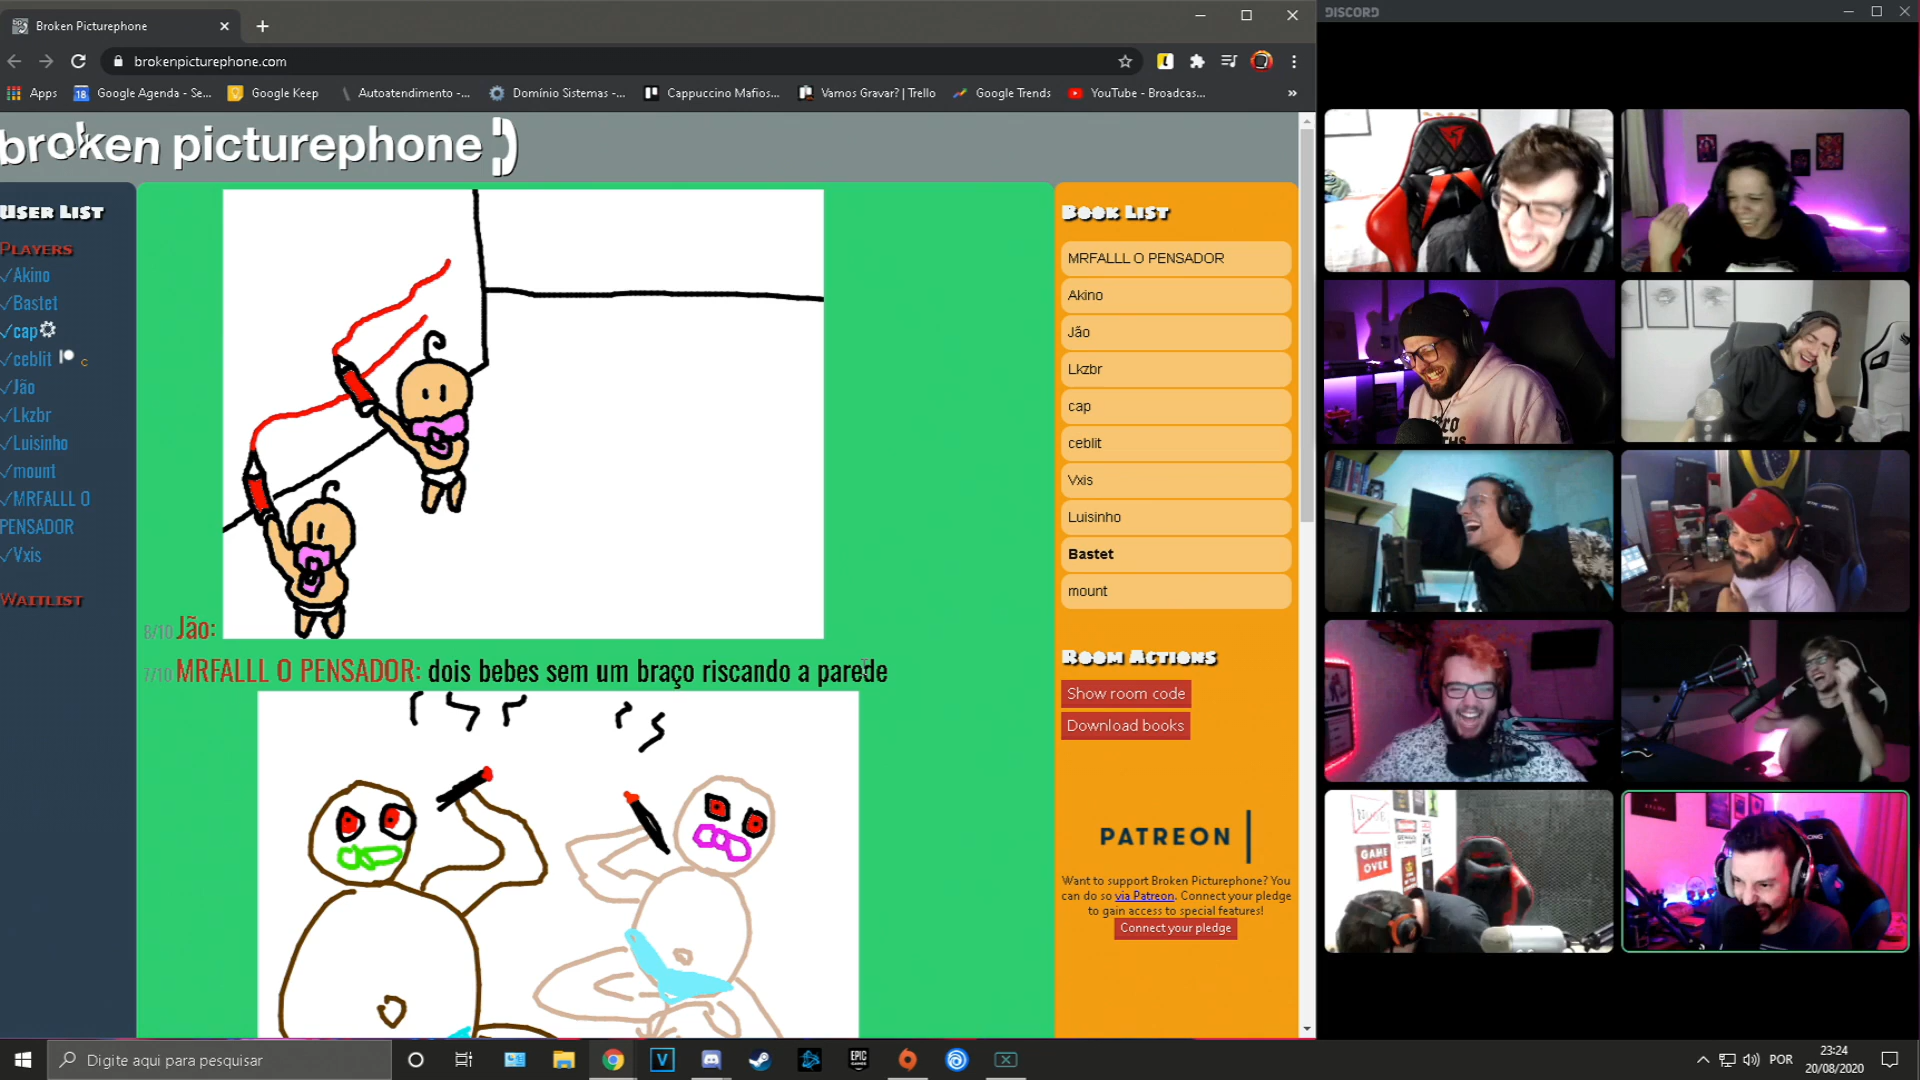 Broken Picturephone
DISCORD
brokenpicturephone.com
Apps
18
Google Agenda - Se...
Google Keep
Autoatendimento -...
Domínio Sistemas -...
Cappuccino Mafios...
Vamos Gravar? | Trello
Google Trends
YouTube - Broadcas...
»
broken picturephone ;)
User List
Players
✓Akino
✓Bastet
✓cap
✓ceblit
✓Jão
✓Lkzbr
✓Luisinho
✓mount
✓MRFALLL O
PENSADOR
✓Vxis
Waitlist
8/10 Jão:
7/10 MRFALLL O PENSADOR: dois bebes sem um braço riscando a parede
Book List
MRFALLL O PENSADOR
Akino
Jão
Lkzbr
cap
ceblit
Vxis
Luisinho
Bastet
mount
Room Actions
Show room code
Download books
PATREON
Want to support Broken Picturephone? You
can do so via Patreon. Connect your pledge
to gain access to special features!
Connect your pledge
GAME
OVER
Digite aqui para pesquisar
V
EPIC
GAMES
POR
23:24
20/08/2020